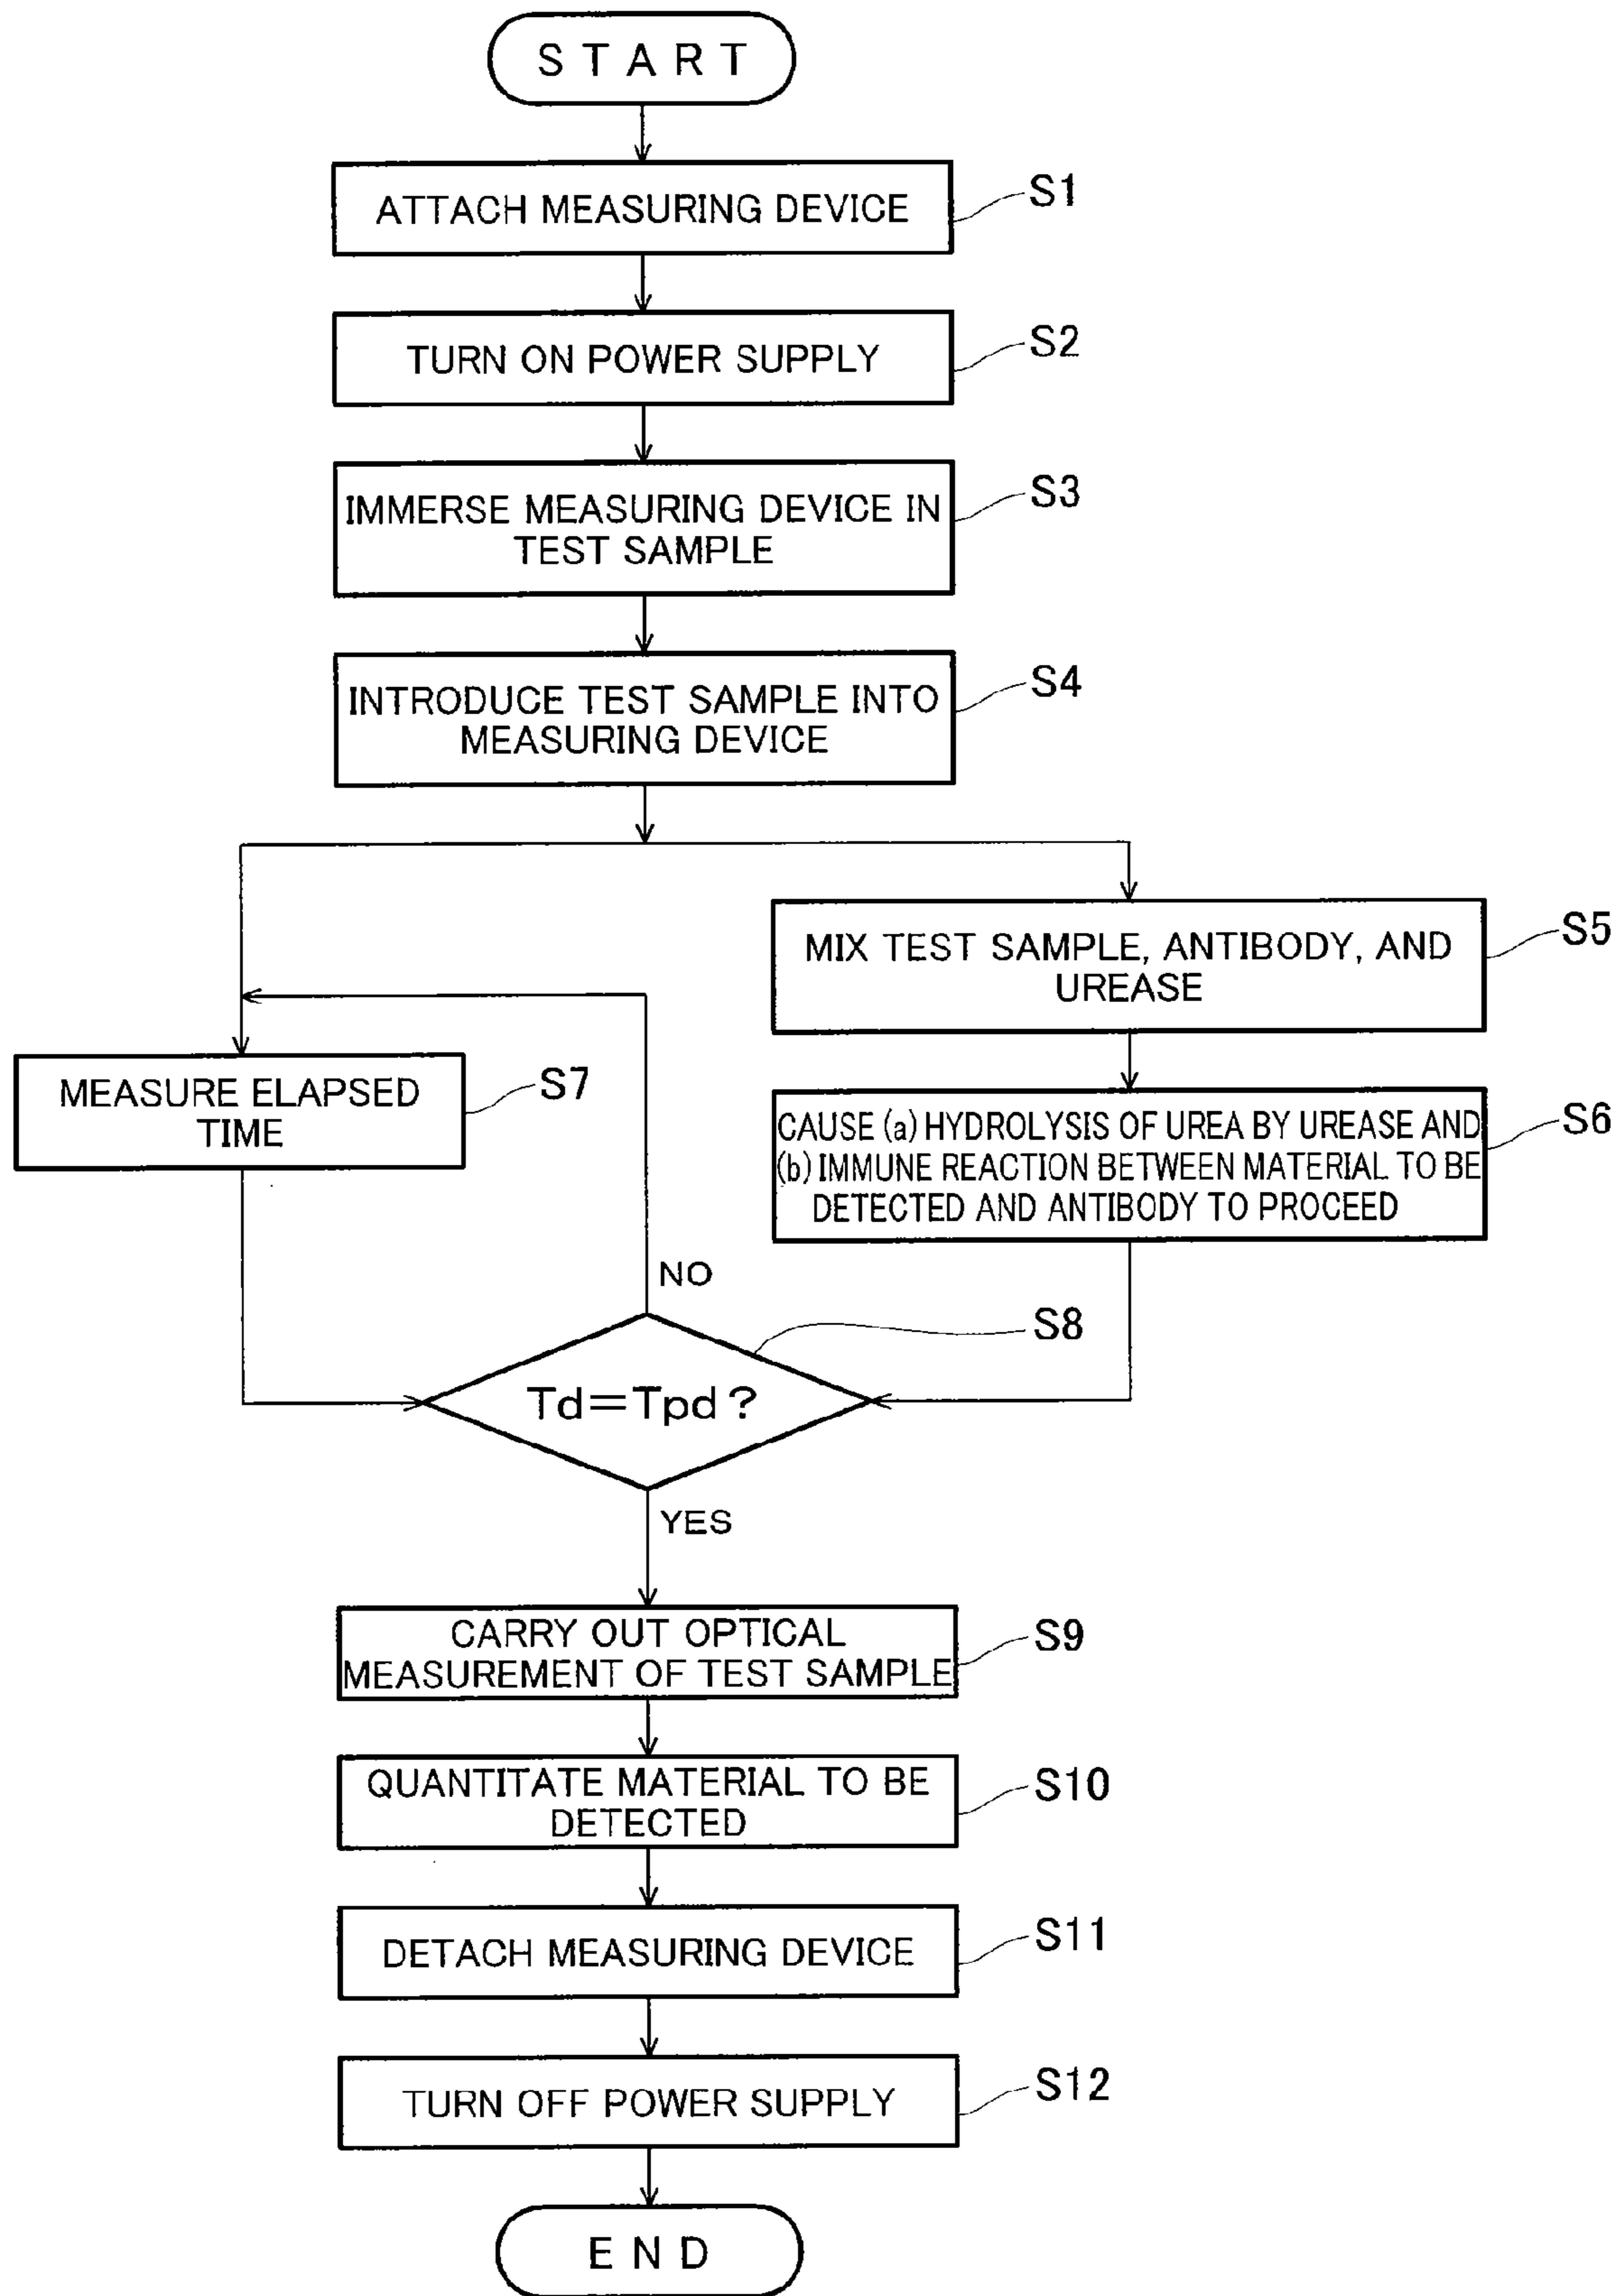 START
ATTACH MEASURING DEVICE
S1
TURN ON POWER SUPPLY
S2
IMMERSE MEASURING DEVICE IN
TEST SAMPLE
S3
INTRODUCE TEST SAMPLE INTO
MEASURING DEVICE
S4
MIX TEST SAMPLE, ANTIBODY, AND
UREASE
S5
CAUSE (a) HYDROLYSIS OF UREA BY UREASE AND
(b) IMMUNE REACTION BETWEEN MATERIAL TO BE
DETECTED AND ANTIBODY TO PROCEED
S6
MEASURE ELAPSED
TIME
S7
NO
Td=Tpd?
S8
YES
CARRY OUT OPTICAL
MEASUREMENT OF TEST SAMPLE
S9
QUANTITATE MATERIAL TO BE
DETECTED
S10
DETACH MEASURING DEVICE
S11
TURN OFF POWER SUPPLY
S12
END